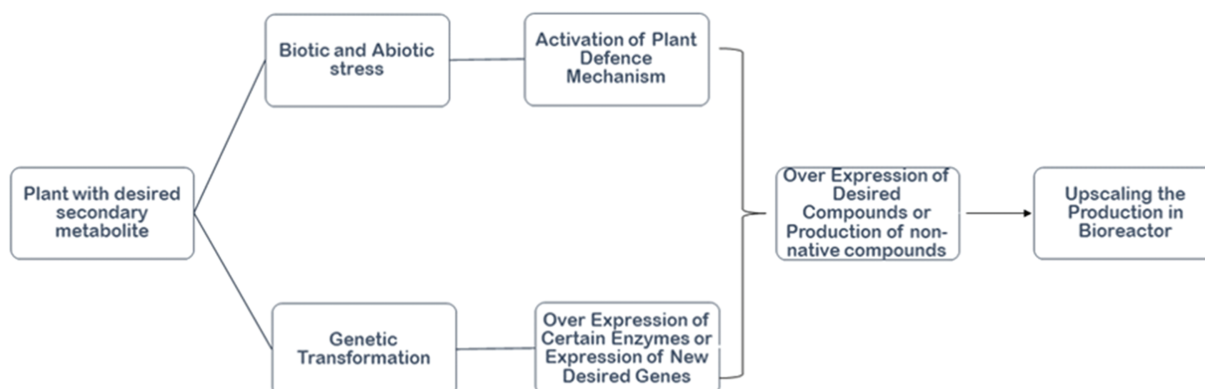 Biotic and Abiotic
stress
Activation of Plant
Defence
Mechanism
Plant with desired
secondary
metabolite
Over Expression of
Desired
Compounds or
Production of non-
native compounds
Upscaling the
Production in
Bioreactor
Genetic
Transformation
Over Expression of
Certain Enzymes or
Expression of New
Desired Genes